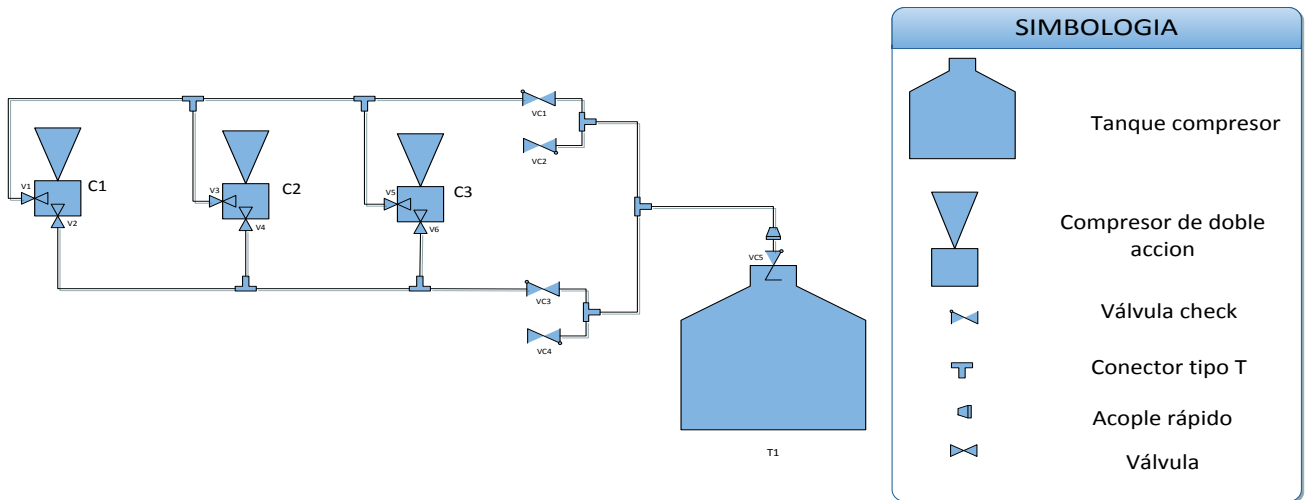 SIMBOLOGIA
Tanque compresor
Compresor de doble
accion
Válvula check
Conector tipo T
Acople rápido
Válvula
VC1
VC2
V1
C1
V2
V3
C2
V4
V5
C3
V6
VC5
VC3
VC4
T1